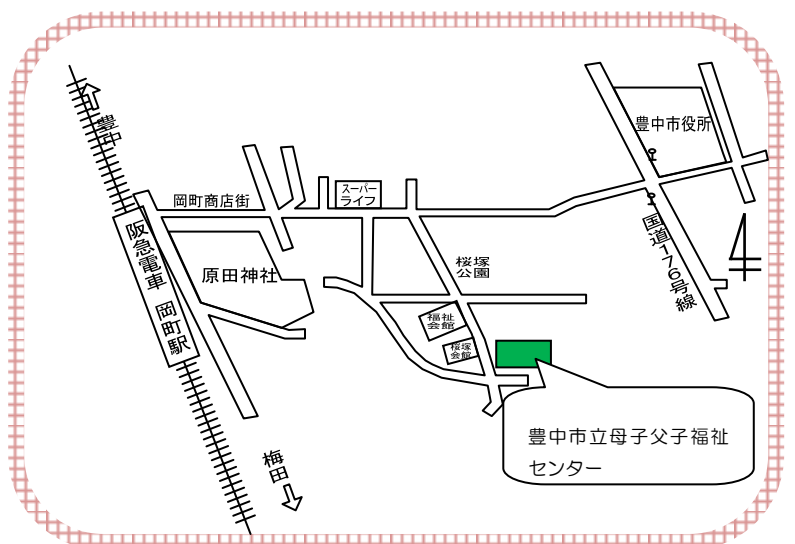 豊中
豊中市役所
スーパー
ライフ
岡町商店街
国道176号線
阪急電車 岡町駅
原田神社
桜塚
公園
福祉
会館
桜塚
会館
豊中市立母子父子福祉
センター
梅田